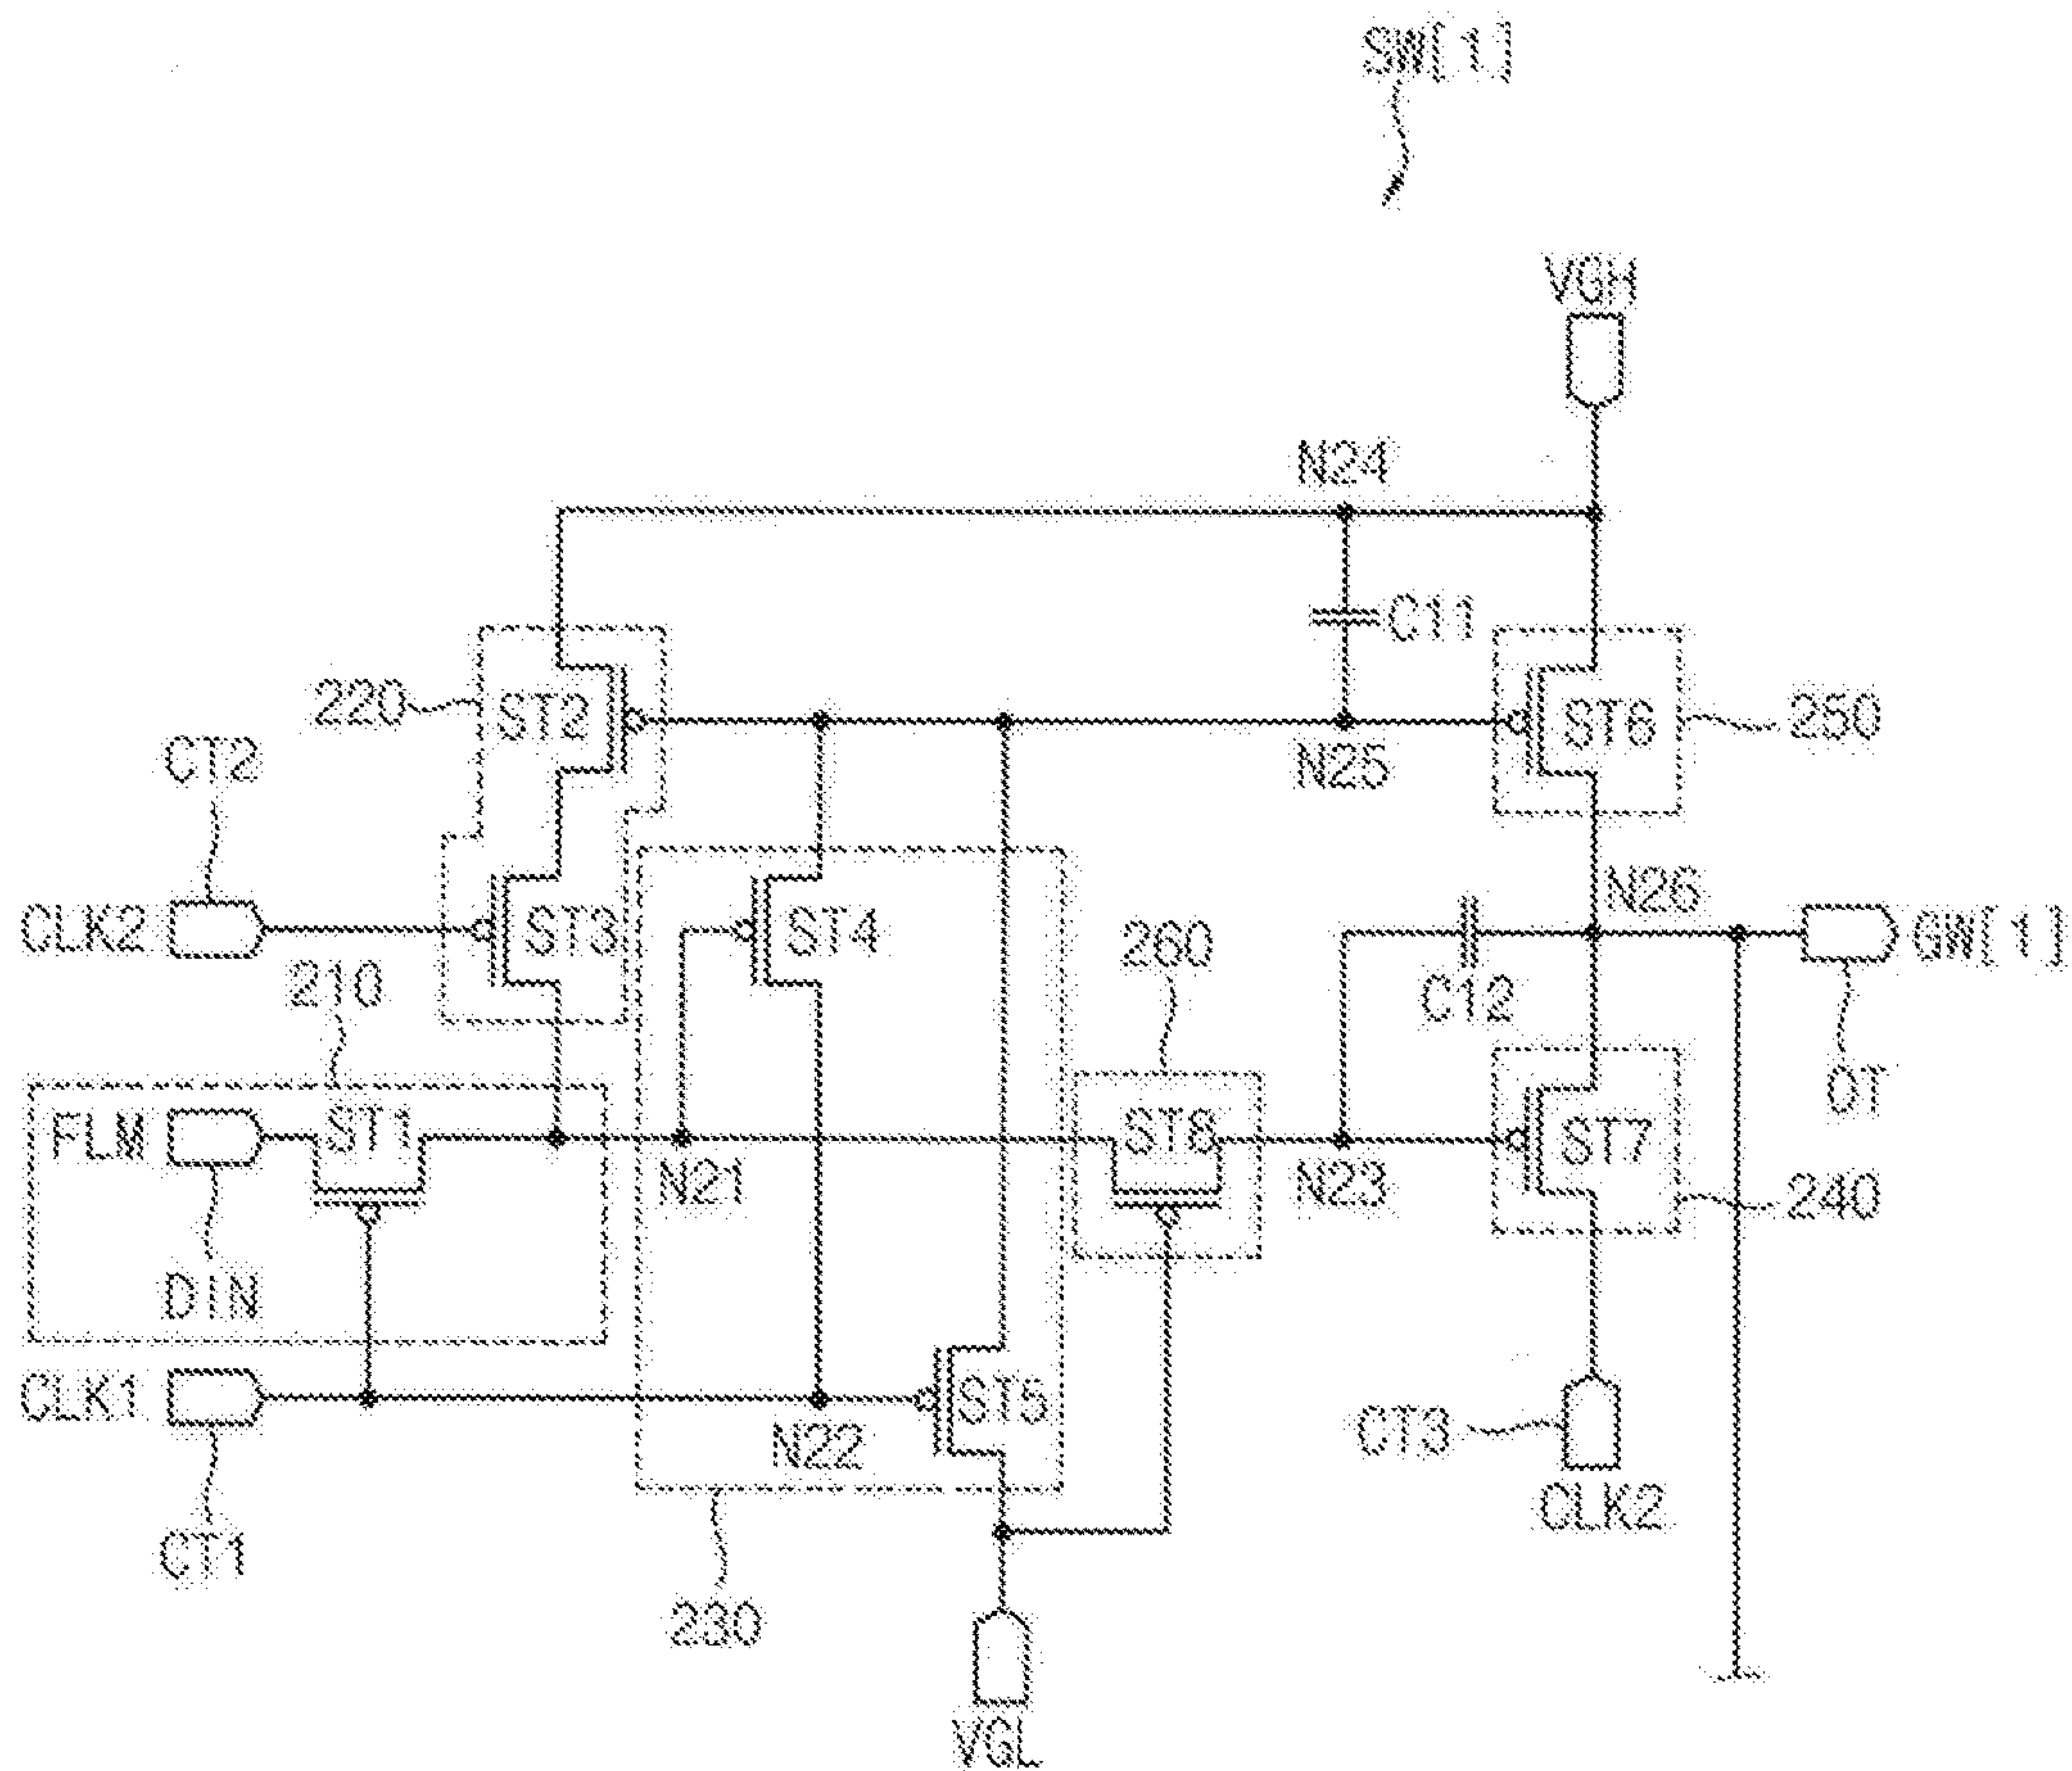 SW[1]
VGH
N24
C11
220
ST2
ST6
250
CT2
N25
N26
CLK2
ST3
ST4
260
GW[1]
210
C12
FLM
ST1
ST8
ST7
OT
N21
N23
240
DIN
CLK1
ST5
CT3
N22
CLK2
CT1
230
VGL